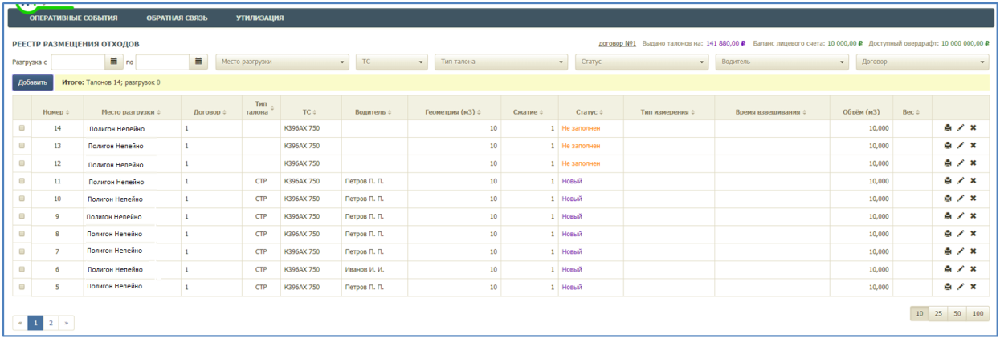 ОПЕРАТИВНЫЕ СОБЫТИЯ ОБРАТНАЯ СВЯЗЬ УТИЛИЗАЦИЯ
РЕЕСТР РАЗМЕЩЕНИЯ ОТХОДОВ договор №1 Выдано талонов на: 141 880,00 ₽ Баланс лицевого счета: 10 000,00 ₽ Доступный овердрафт: 10 000 000,00 ₽
Разгрузка с по Место разгрузки ТС Тип талона Статус Водитель Договор
Добавить Итого: Талонов 14; разгрузок 0
Номер Место разгрузки Договор Тип талона ТС Водитель Геометрия (м3) Сжатие Статус Тип измерения Время взвешивания Объём (м3) Вес
14 Полигон Непейно 1 К396АХ 750 10 1 Не заполнен 10,000
13 Полигон Непейно 1 К396АХ 750 10 1 Не заполнен 10,000
12 Полигон Непейно 1 К396АХ 750 10 1 Не заполнен 10,000
11 Полигон Непейно 1 СТР К396АХ 750 Петров П. П. 10 1 Новый 10,000
10 Полигон Непейно 1 СТР К396АХ 750 Петров П. П. 10 1 Новый 10,000
9 Полигон Непейно 1 СТР К396АХ 750 Петров П. П. 10 1 Новый 10,000
8 Полигон Непейно 1 СТР К396АХ 750 Петров П. П. 10 1 Новый 10,000
7 Полигон Непейно 1 СТР К396АХ 750 Петров П. П. 10 1 Новый 10,000
6 Полигон Непейно 1 СТР К396АХ 750 Иванов И. И. 10 1 Новый 10,000
5 Полигон Непейно 1 СТР К396АХ 750 Петров П. П. 10 1 Новый 10,000
« 1 2 » 10 25 50 100